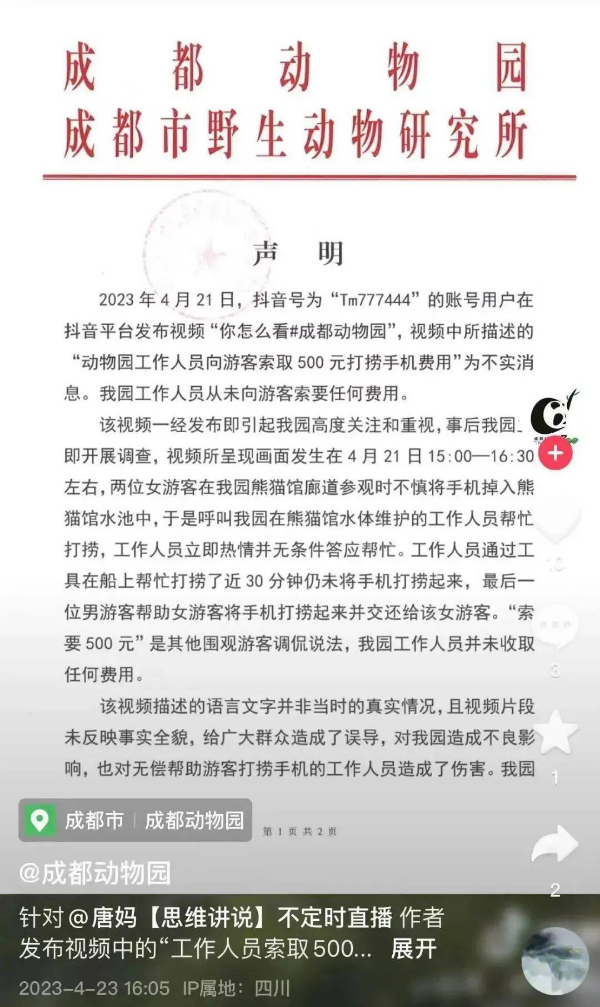 成都动物园
成都市野生动物研究所
声 明
2023年4月21日，抖音号为“Tm777444”的账号用户在
抖音平台发布视频“你怎么看#成都动物园”，视频中所描述的
“动物园工作人员向游客索取500元打捞手机费用”为不实消
息。我园工作人员从未向游客索要任何费用。
该视频一经发布即引起我园高度关注和重视，事后我园
即开展调查，视频所呈现画面发生在4月21日15:00—16:30
左右，两位女游客在我园熊猫馆廊道参观时不慎将手机掉入熊
猫馆水池中，于是呼叫我园在熊猫馆水体维护的工作人员帮忙
打捞，工作人员立即热情并无条件答应帮忙。工作人员通过工
具在船上帮忙打捞了近30分钟仍未将手机打捞起来，最后一
位男游客帮助女游客将手机打捞起来并交还给该女游客。“索
要500元”是其他围观游客调侃说法，我园工作人员并未收取
任何费用。
该视频描述的语言文字并非当时的真实情况，且视频片段
未反映事实全貌，给广大群众造成了误导，对我园造成不良影
响，也对无偿帮助游客打捞手机的工作人员造成了伤害。我园
10
3
1
2
成都市 | 成都动物园
第1页共2页
@成都动物园
针对@唐妈【思维讲说】不定时直播 作者
发布视频中的“工作人员索取500... 展开
2023-4-23 16:05 IP属地：四川